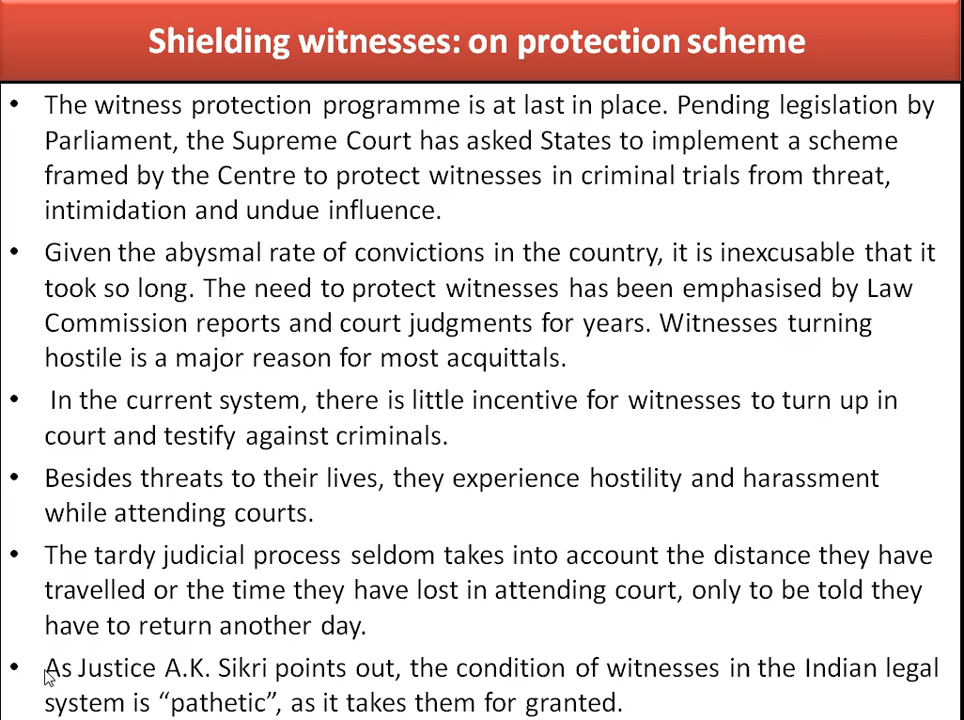 Shielding witnesses: on protection scheme
• The witness protection programme is at last in place. Pending legislation by
Parliament, the Supreme Court has asked States to implement a scheme
framed by the Centre to protect witnesses in criminal trials from threat,
intimidation and undue influence.
• Given the abysmal rate of convictions in the country, it is inexcusable that it
took so long. The need to protect witnesses has been emphasised by Law
Commission reports and court judgments for years. Witnesses turning
hostile is a major reason for most acquittals.
• In the current system, there is little incentive for witnesses to turn up in
court and testify against criminals.
• Besides threats to their lives, they experience hostility and harassment
while attending courts.
• The tardy judicial process seldom takes into account the distance they have
travelled or the time they have lost in attending court, only to be told they
have to return another day.
• As Justice A.K. Sikri points out, the condition of witnesses in the Indian legal
system is “pathetic”, as it takes them for granted.